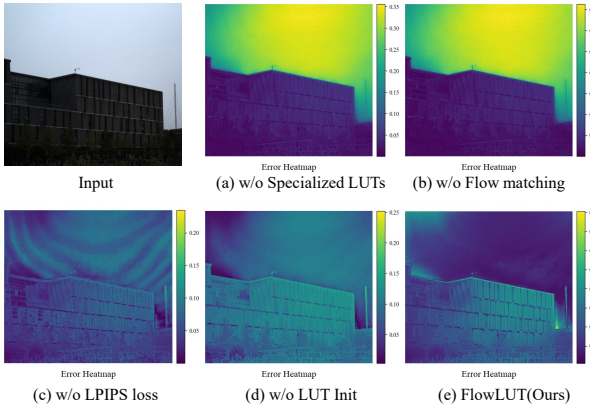 Input
0.35
0.30
0.25
0.20
0.15
0.10
0.05
Error Heatmap
(a) w/o Specialized LUTs
Error Heatmap
(b) w/o Flow matching
0.20
0.15
0.10
0.05
Error Heatmap
(c) w/o LPIPS loss
0.25
0.20
0.15
0.10
0.05
Error Heatmap
(d) w/o LUT Init
Error Heatmap
(e) FlowLUT(Ours)